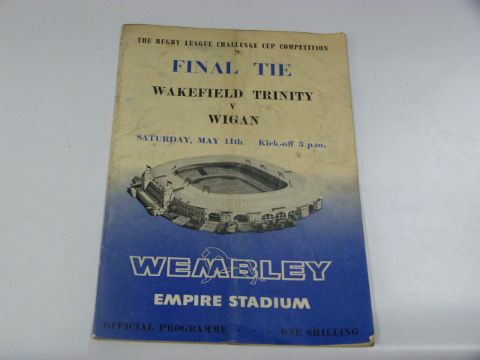 THE RUGBY LEAGUE CHALLENGE CUP COMPETITION
FINAL TIE
WAKEFIELD TRINITY
V
WIGAN
SATURDAY, MAY 11th Kick-off 3 p.m.
WEMBLEY
EMPIRE STADIUM
OFFICIAL PROGRAMME - - - ONE SHILLING